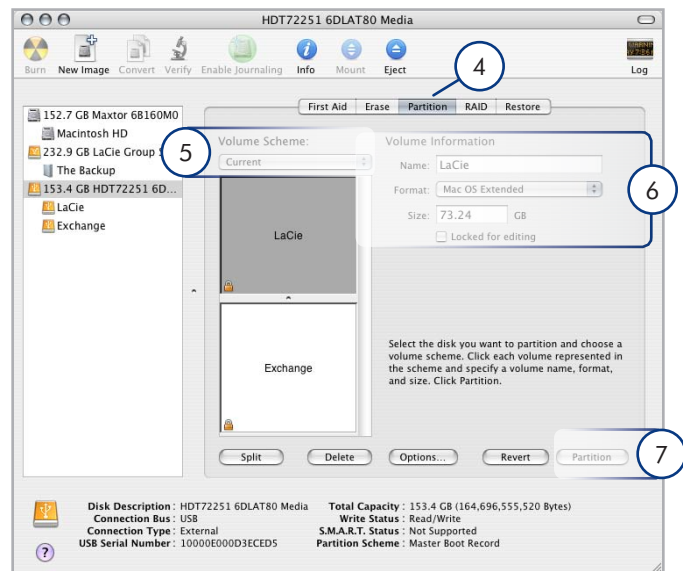 HDT72251 6DLAT80 Media
Burn New Image Convert Verify Enable Journaling Info Mount Eject Log
4
First Aid Erase Partition RAID Restore
152.7 GB Maxtor 6B160M0
Macintosh HD
232.9 GB LaCie Group
The Backup
153.4 GB HDT72251 6D...
LaCie
Exchange
5
Volume Scheme:
Current
LaCie
Exchange
Volume Information
Name: LaCie
Format: Mac OS Extended
Size: 73.24 GB
Locked for editing
6
Select the disk you want to partition and choose a
volume scheme. Click each volume represented in
the scheme and specify a volume name, format,
and size. Click Partition.
Split Delete Options... Revert Partition
7
Disk Description : HDT72251 6DLAT80 Media Total Capacity : 153.4 GB (164,696,555,520 Bytes)
Connection Bus : USB Write Status : Read/Write
Connection Type : External S.M.A.R.T. Status : Not Supported
USB Serial Number : 10000E000D3ECED5 Partition Scheme : Master Boot Record
?